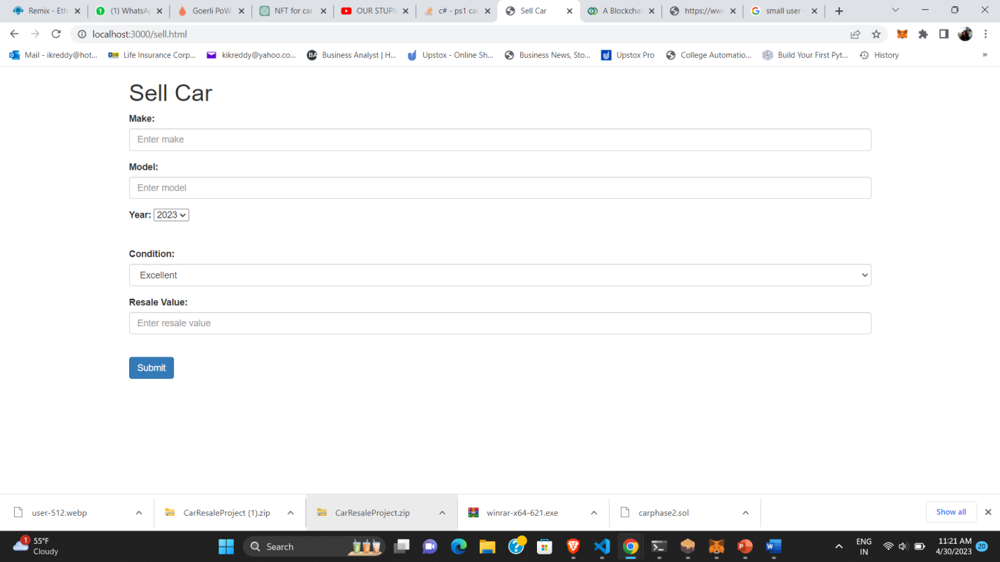 Remix - Eth
(1) WhatsAp
Goerli PoW
NFT for car
OUR STUPI
c# - ps1 car
Sell Car
A Blockchai
https://ww
small user
localhost:3000/sell.html
Mail - ikreddy@hot...
Life Insurance Corp...
kikreddy@yahoo.co...
BA
Business Analyst | H...
Upstox - Online Sh...
Business News, Sto...
Upstox Pro
College Automatio...
Build Your First Pyt...
History
»
Sell Car
Make:
Enter make
Model:
Enter model
Year: 2023
Condition:
Excellent
Resale Value:
Enter resale value
Submit
user-512.webp
CarResaleProject (1).zip
CarResaleProject.zip
winrar-x64-621.exe
carphase2.sol
Show all
1
55°F
Cloudy
Search
ENG
IN
11:21 AM
4/30/2023
20